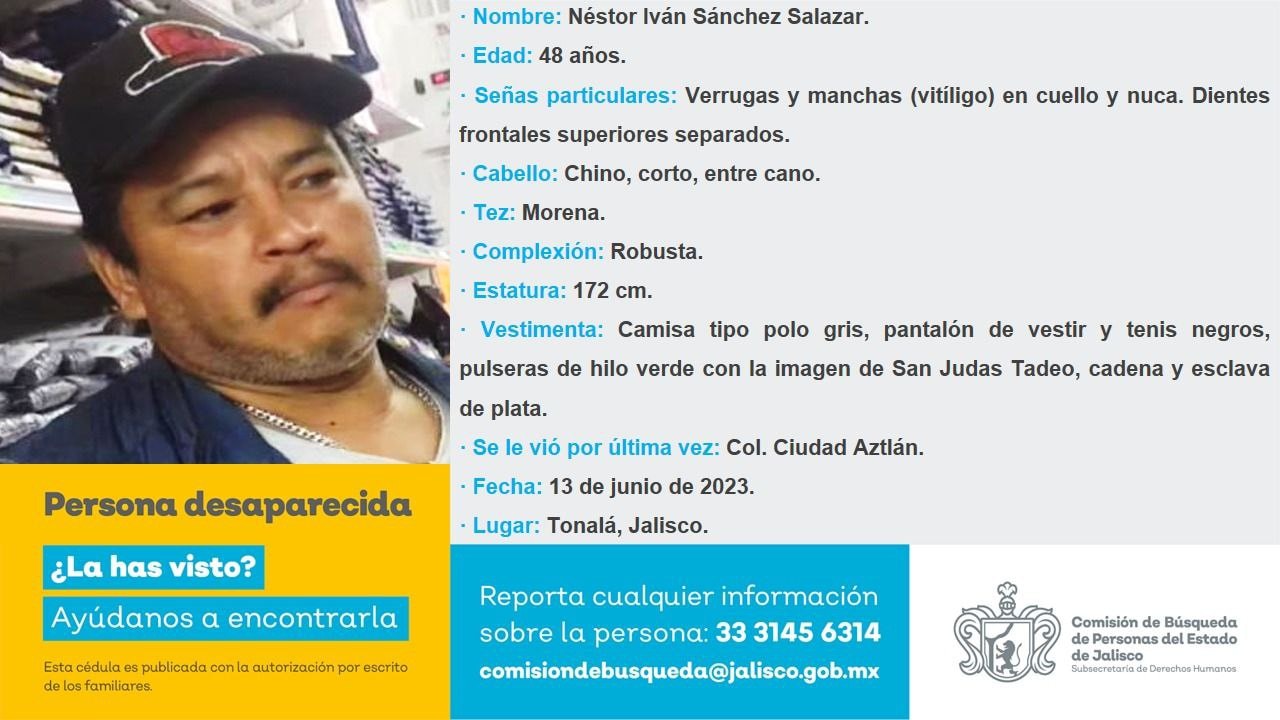 · Nombre: Néstor Iván Sánchez Salazar.
· Edad: 48 años.
· Señas particulares: Verrugas y manchas (vitíligo) en cuello y nuca. Dientes
frontales superiores separados.
· Cabello: Chino, corto, entre cano.
· Tez: Morena.
· Complexión: Robusta.
· Estatura: 172 cm.
· Vestimenta: Camisa tipo polo gris, pantalón de vestir y tenis negros,
pulseras de hilo verde con la imagen de San Judas Tadeo, cadena y esclava
de plata.
· Se le vió por última vez: Col. Ciudad Aztlán.
· Fecha: 13 de junio de 2023.
· Lugar: Tonalá, Jalisco.
Persona desaparecida
¿La has visto?
Ayúdanos a encontrarla
Esta cédula es publicada con la autorización por escrito
de los familiares.
Reporta cualquier información
sobre la persona: 33 3145 6314
comisiondebusqueda@jalisco.gob.mx
Comisión de Búsqueda
de Personas del Estado
de Jalisco
Subsecretaría de Derechos Humanos